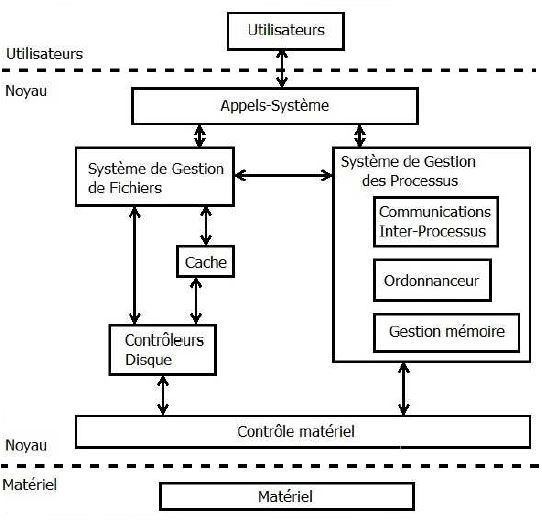 Utilisateurs
Utilisateurs
Noyau
Appels-Système
Système de Gestion
de Fichiers
Système de Gestion
des Processus
Communications
Inter-Processus
Cache
Ordonnanceur
Contrôleurs
Disque
Gestion mémoire
Contrôle matériel
Noyau
Matériel
Matériel